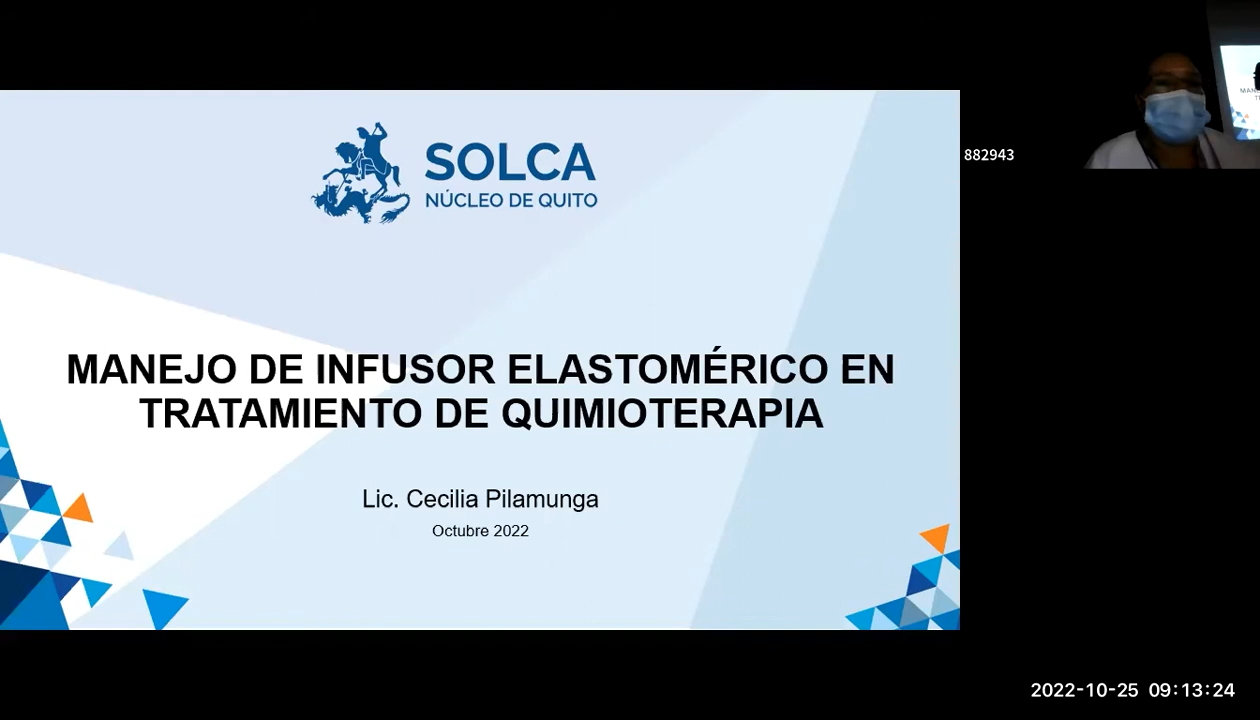 SOLCA
NÚCLEO DE QUITO
882943
MANEJO DE INFUSOR ELASTOMÉRICO EN
TRATAMIENTO DE QUIMIOTERAPIA
Lic. Cecilia Pilamunga
Octubre 2022
2022-10-25 09:13:24